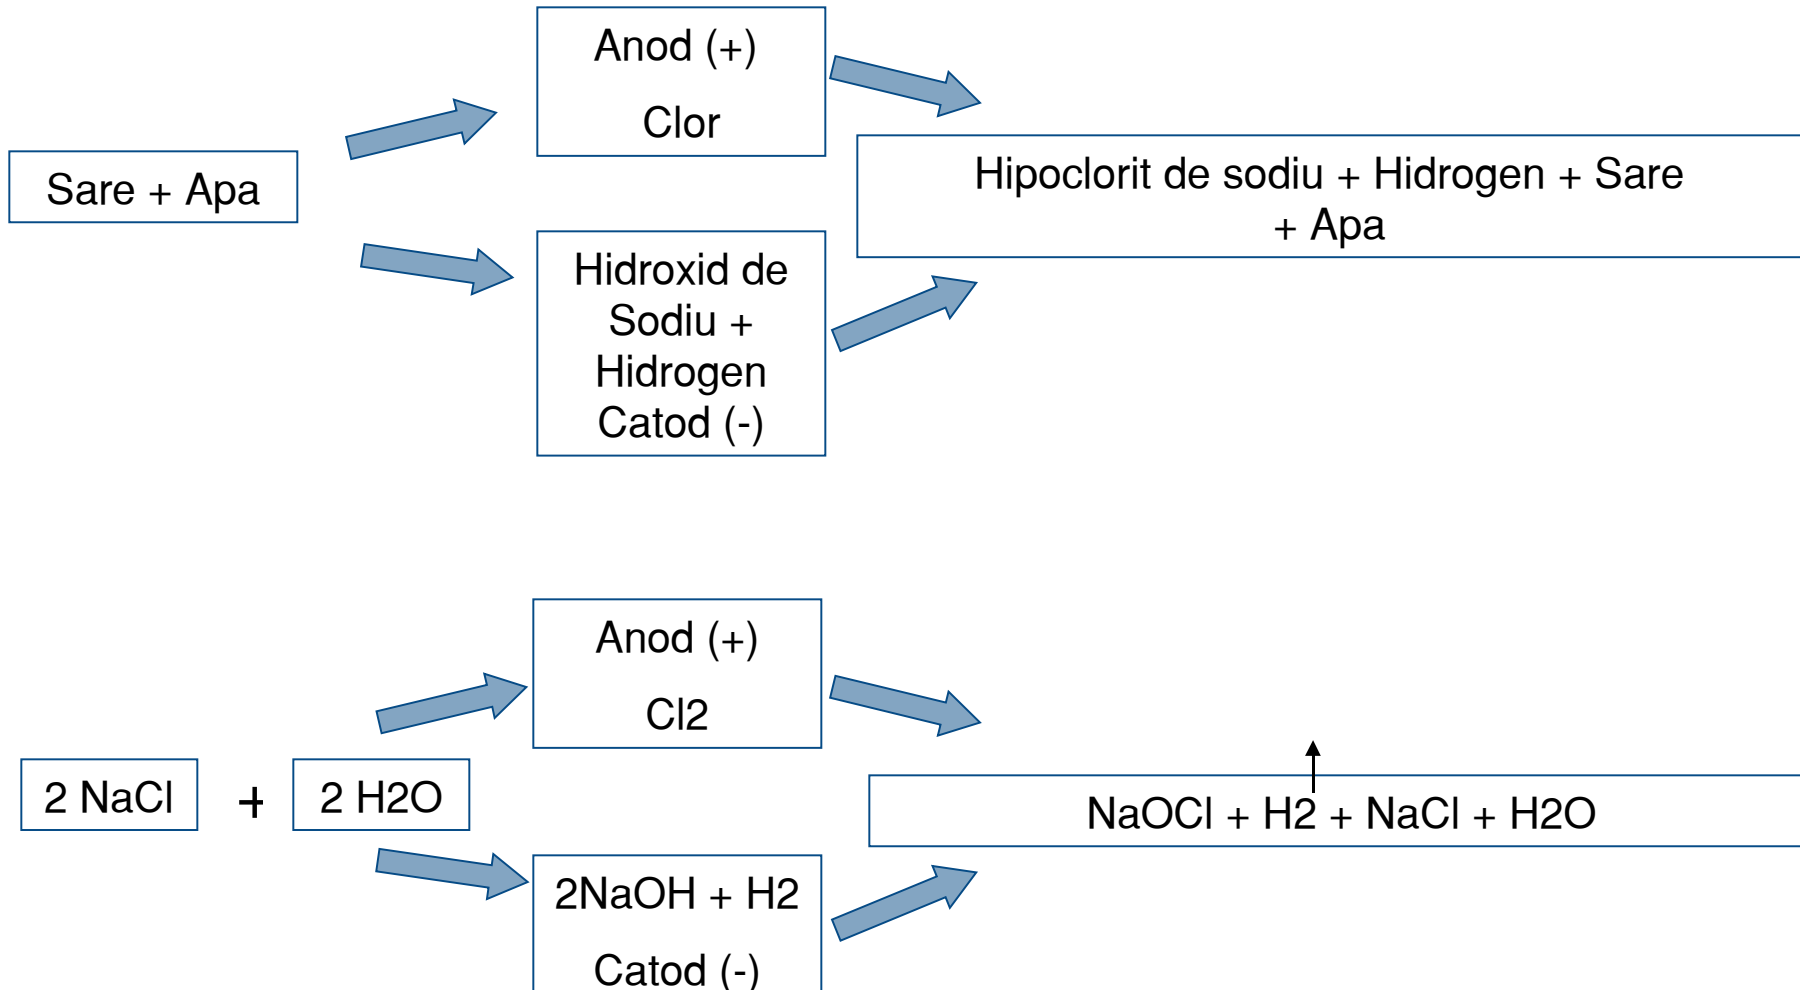 Anod (+)
Clor
Sare + Apa
Hipoclorit de sodiu + Hidrogen + Sare
+ Apa
Hidroxid de
Sodiu +
Hidrogen
Catod (-)
Anod (+)
Cl2
2 NaCl + 2 H2O
NaOCl + H2 + NaCl + H2O
2NaOH + H2
Catod (-)